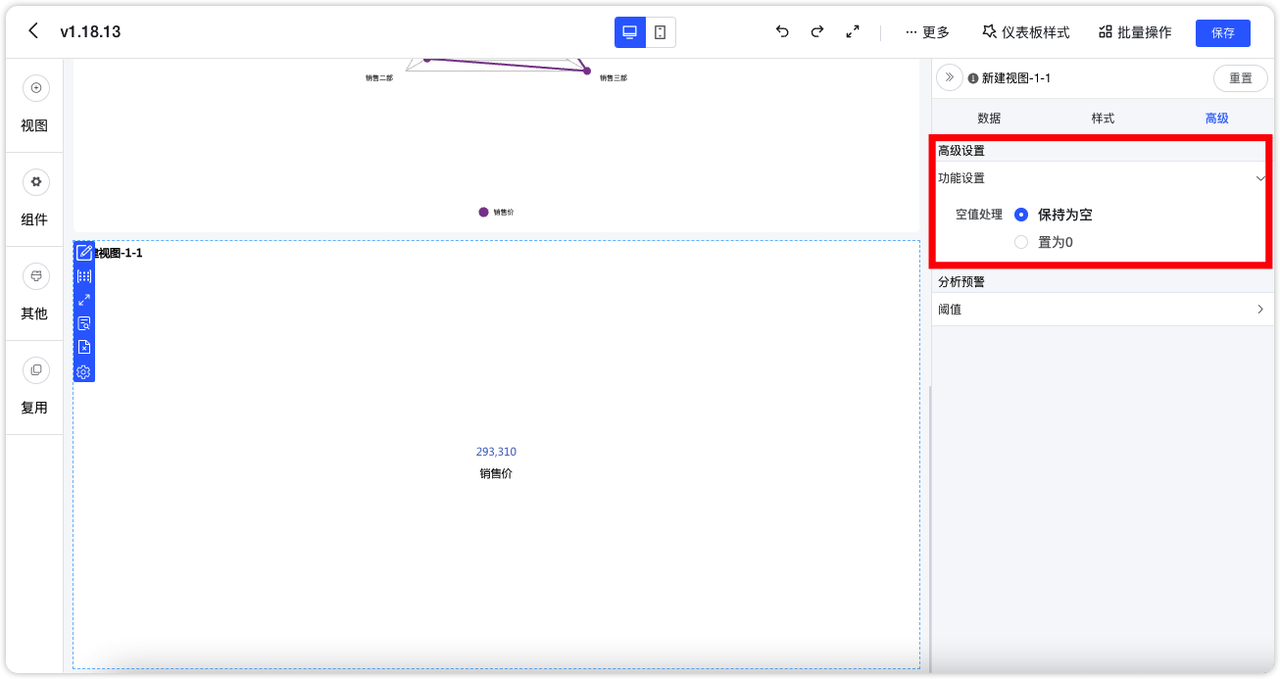 v1.18.13
更多
仪表板样式
批量操作
保存
视图
组件
其他
复用
销售二部
销售三部
销售价
视图-1-1
293,310
销售价
新建视图-1-1
重置
数据
样式
高级
高级设置
功能设置
空值处理
保持为空
置为0
分析预警
阈值